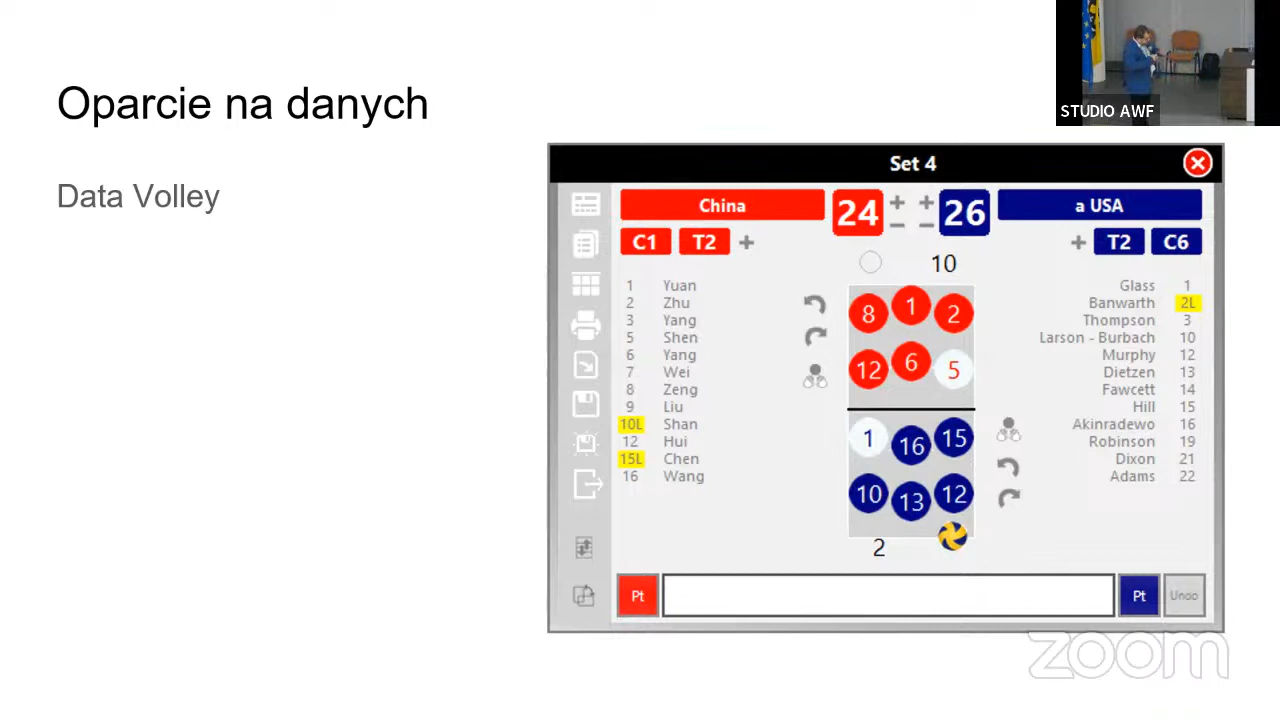 STUDIO AWF
Oparcie na danych
Data Volley
Set 4
China
24
26
a USA
C1 T2
T2 C6
10
1 Yuan
2 Zhu
3 Yang
5 Shen
6 Yang
7 Wei
8 Zeng
9 Liu
10L Shan
12 Hui
15L Chen
16 Wang
8 1 2
12 6 5
1 16 15
10 13 12
2
Glass 1
Banwarth 2L
Thompson 3
Larson - Burbach 10
Murphy 12
Dietzen 13
Fawcett 14
Hill 15
Akinradewo 16
Robinson 19
Dixon 21
Adams 22
Pt
Pt
Undo
zoom